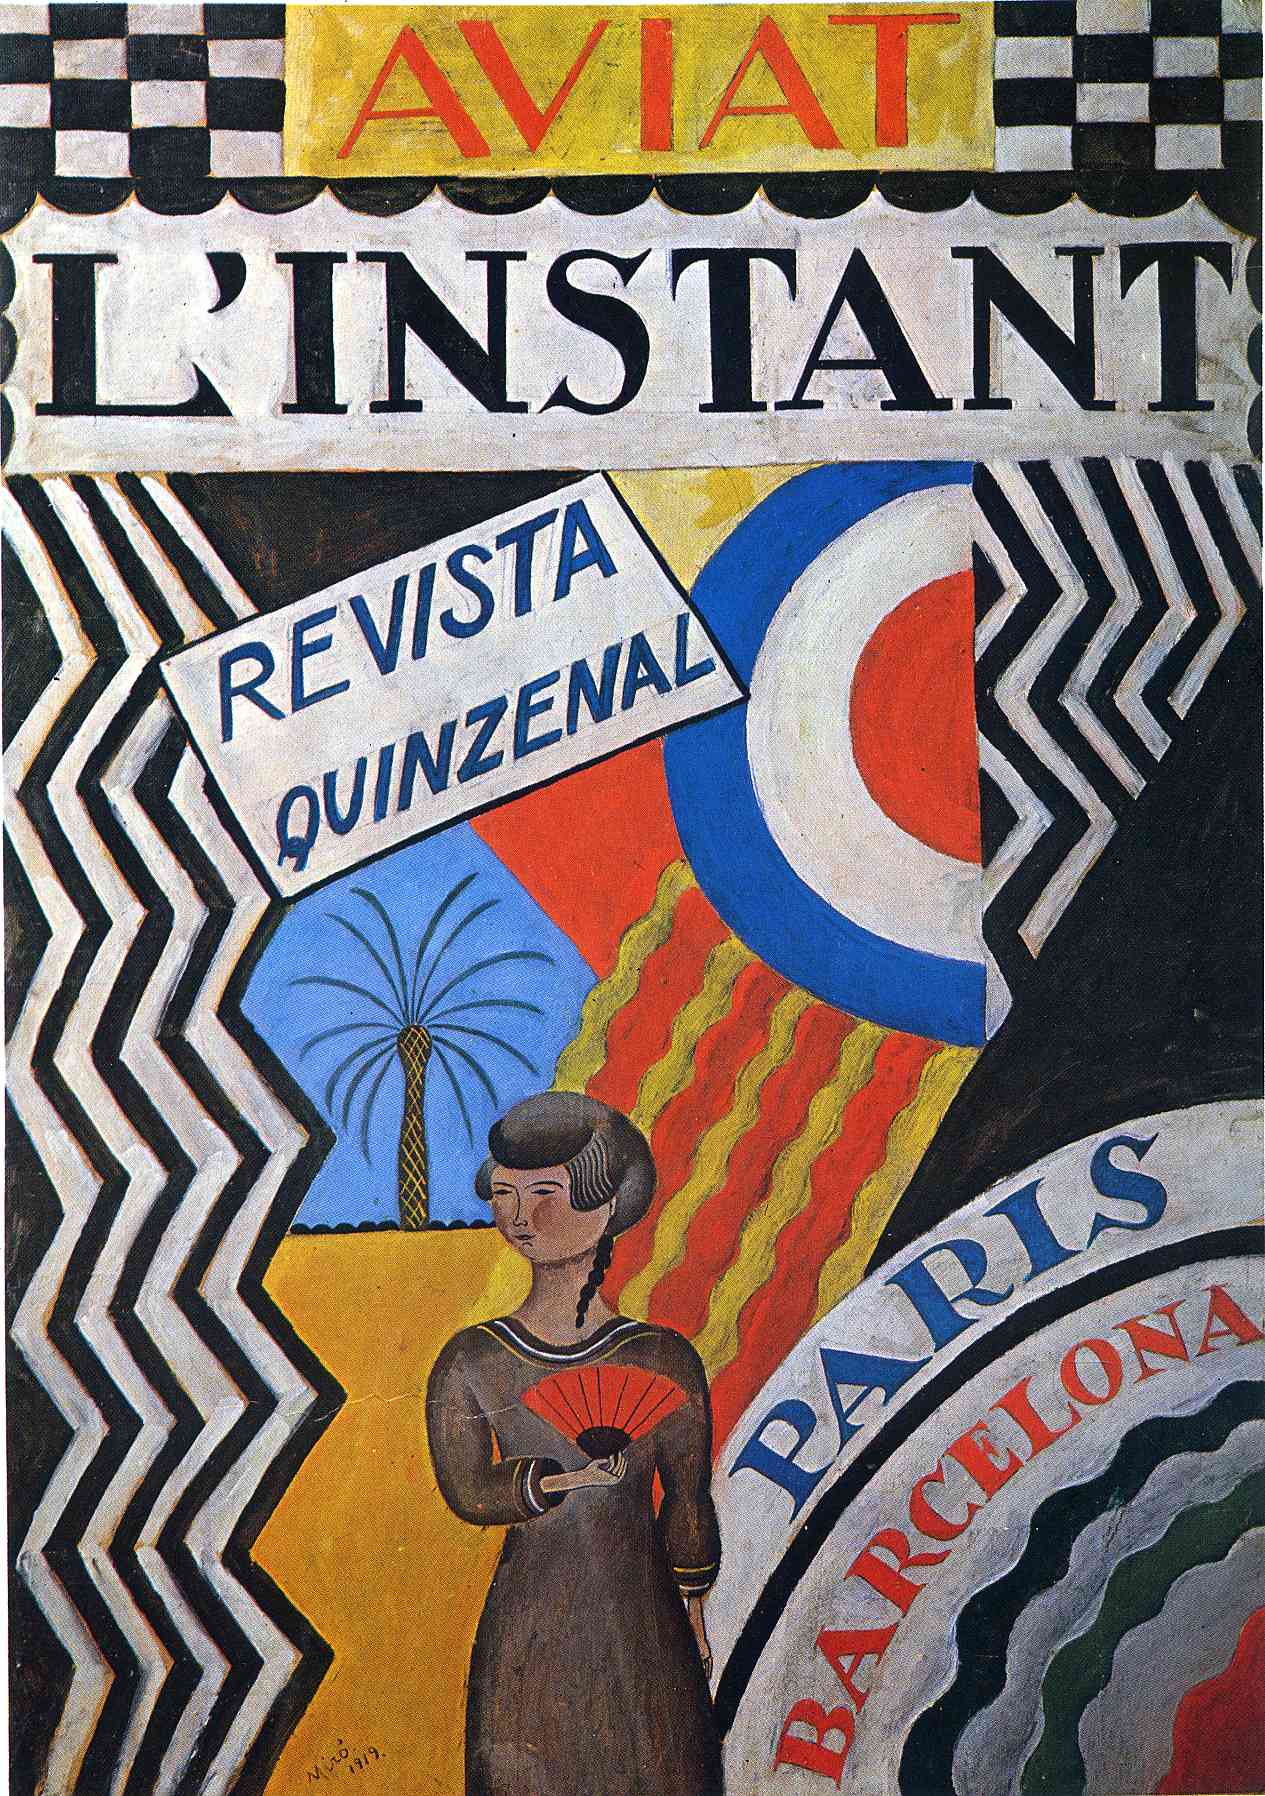 AVIAT
L'INSTANT
REVISTA
QUINZENAL
PARIS
BARCELONA
Miró.
1919.